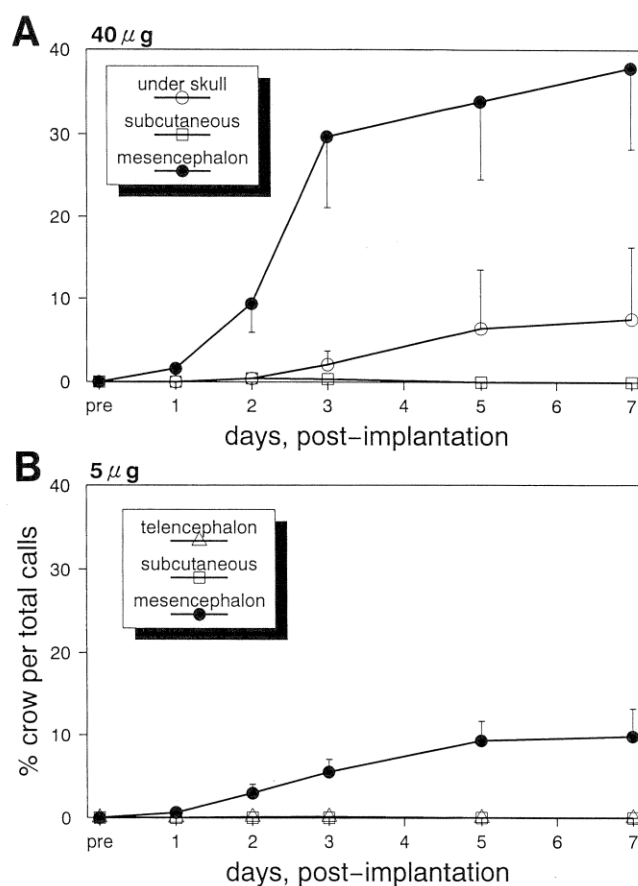 A
40 μg
40
under skull
subcutaneous
mesencephalon
30
20
10
0
pre 1 2 3 4 5 6 7
days, post-implantation
B
5 μg
40
telencephalon
subcutaneous
mesencephalon
30
20
10
0
% crow per total calls
pre 1 2 3 4 5 6 7
days, post-implantation